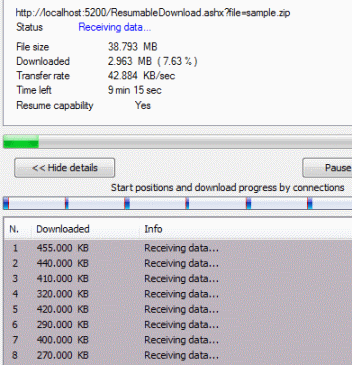 http://localhost:5200/ResumableDownload.ashx?file=sample.zip
Status Receiving data...
File size 38.793 MB
Downloaded 2.963 MB ( 7.63 % )
Transfer rate 42.884 KB/sec
Time left 9 min 15 sec
Resume capability Yes
<< Hide details Pause
Start positions and download progress by connections
N. Downloaded Info
1 455.000 KB Receiving data...
2 440.000 KB Receiving data...
3 410.000 KB Receiving data...
4 320.000 KB Receiving data...
5 420.000 KB Receiving data...
6 290.000 KB Receiving data...
7 400.000 KB Receiving data...
8 270.000 KB Receiving data...